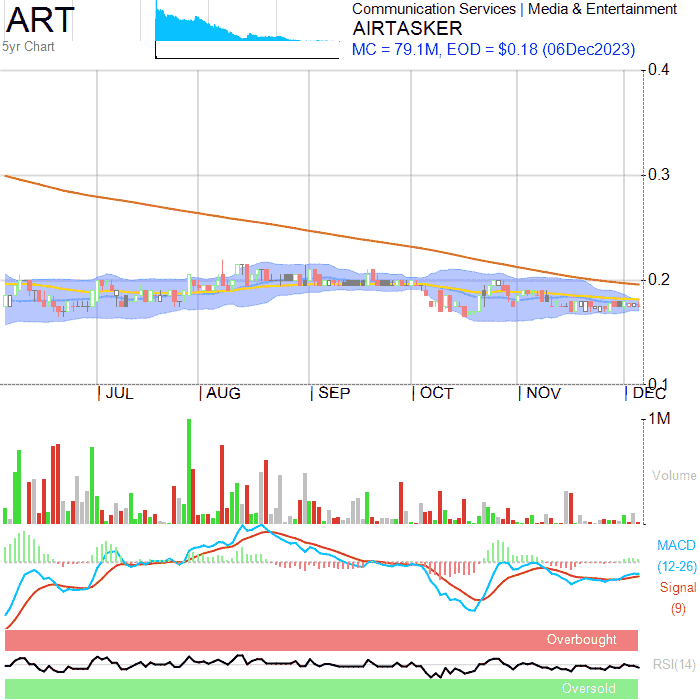 ART
5yr Chart
Communication Services | Media & Entertainment
AIRTASKER
MC = 79.1M, EOD = $0.18 (06Dec2023)
0.4
0.3
0.2
0.1
JUL
AUG
SEP
OCT
NOV
DEC
1M
Volume
MACD
(12-26)
Signal
(9)
Overbought
RSI(14)
Oversold